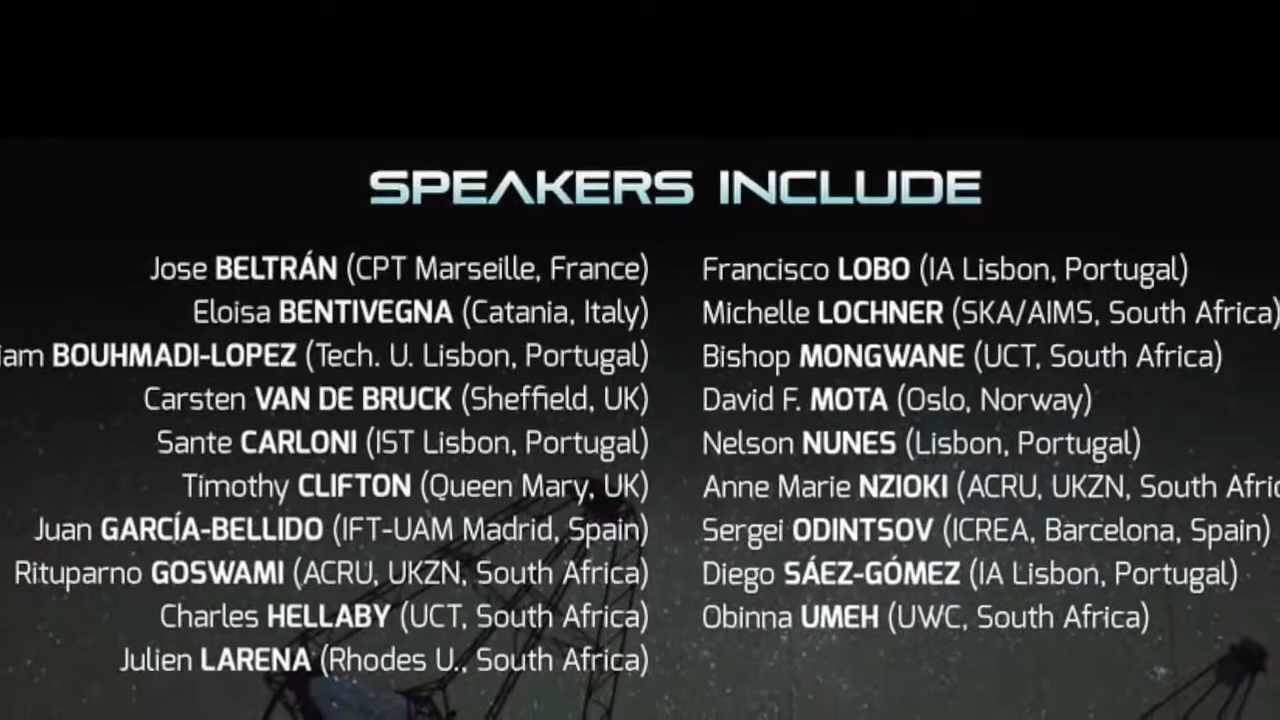 SPEAKERS INCLUDE
Jose BELTRÁN (CPT Marseille, France)
Eloisa BENTIVEGNA (Catania, Italy)
BOUHMADI-LOPEZ (Tech. U. Lisbon, Portugal)
Carsten VAN DE BRUCK (Sheffield, UK)
Sante CARLONI (IST Lisbon, Portugal)
Timothy CLIFTON (Queen Mary, UK)
Juan GARCÍA-BELLIDO (IFT-UAM Madrid, Spain)
Rituparno GOSWAMI (ACRU, UKZN, South Africa)
Charles HELLABY (UCT, South Africa)
Julien LARENA (Rhodes U., South Africa)
Francisco LOBO (IA Lisbon, Portugal)
Michelle LOCHNER (SKA/AIMS, South Africa)
Bishop MONGWANE (UCT, South Africa)
David F. MOTA (Oslo, Norway)
Nelson NUNES (Lisbon, Portugal)
Anne Marie NZIOKI (ACRU, UKZN, South
Sergei ODINTSOV (ICREA, Barcelona, Spain)
Diego SÁEZ-GÓMEZ (IA Lisbon, Portugal)
Obinna UMEH (UWC, South Africa)